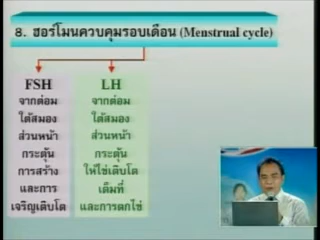 8. ฮอร์โมนควบคุมรอบเดือน (Menstrual cycle)
FSH
จากต่อม
ใต้สมอง
ส่วนหน้า
กระตุ้น
การสร้าง
และการ
เจริญเติบโต
LH
จากต่อม
ใต้สมอง
ส่วนหน้า
กระตุ้น
ให้ไข่เติบโต
เต็มที่
และการตกไข่